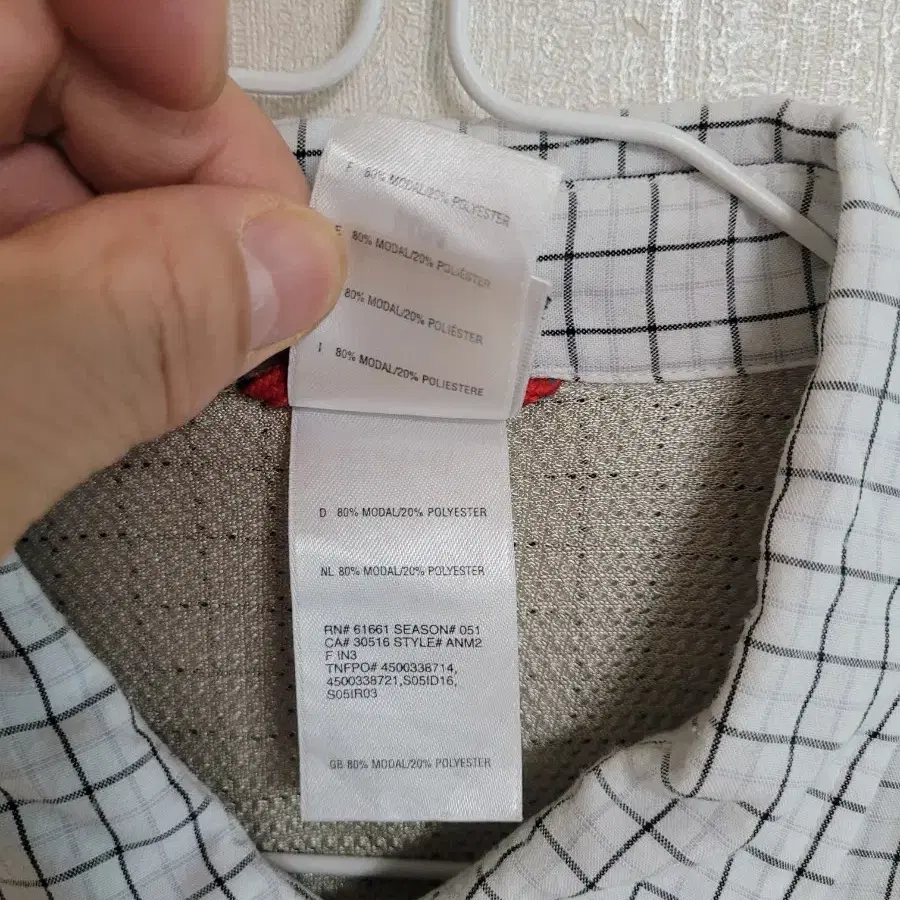 F 80% MODAL/20% POLYESTER
E 80% MODAL/20% POLIÉSTER
80% MODAL/20% POLIÉSTER
I 80% MODAL/20% POLIESTERE
D 80% MODAL/20% POLYESTER
NL 80% MODAL/20% POLYESTER
RN# 61661 SEASON# 051
CA# 30516 STYLE# ANM2
F IN3
TNFPO# 4500338714,
4500338721,S05ID16,
S05IR03
GB 80% MODAL/20% POLYESTER